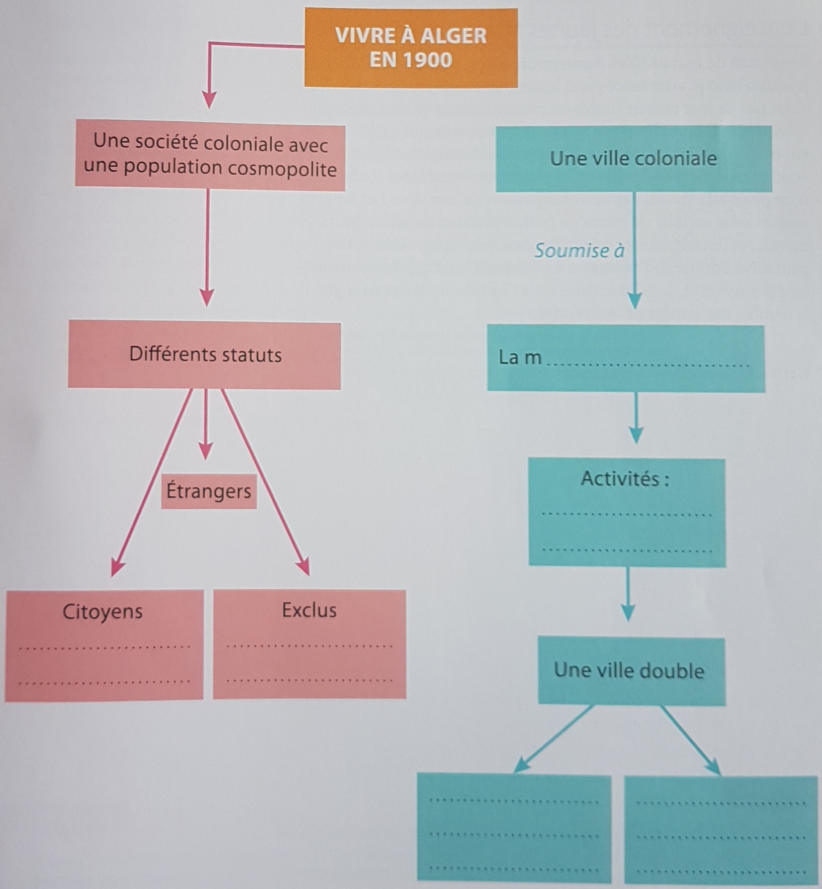 VIVRE À ALGER
EN 1900
Une société coloniale avec
une population cosmopolite
Différents statuts
Étrangers
Citoyens
Exclus
Une ville coloniale
Soumise à
La m
Activités :
Une ville double